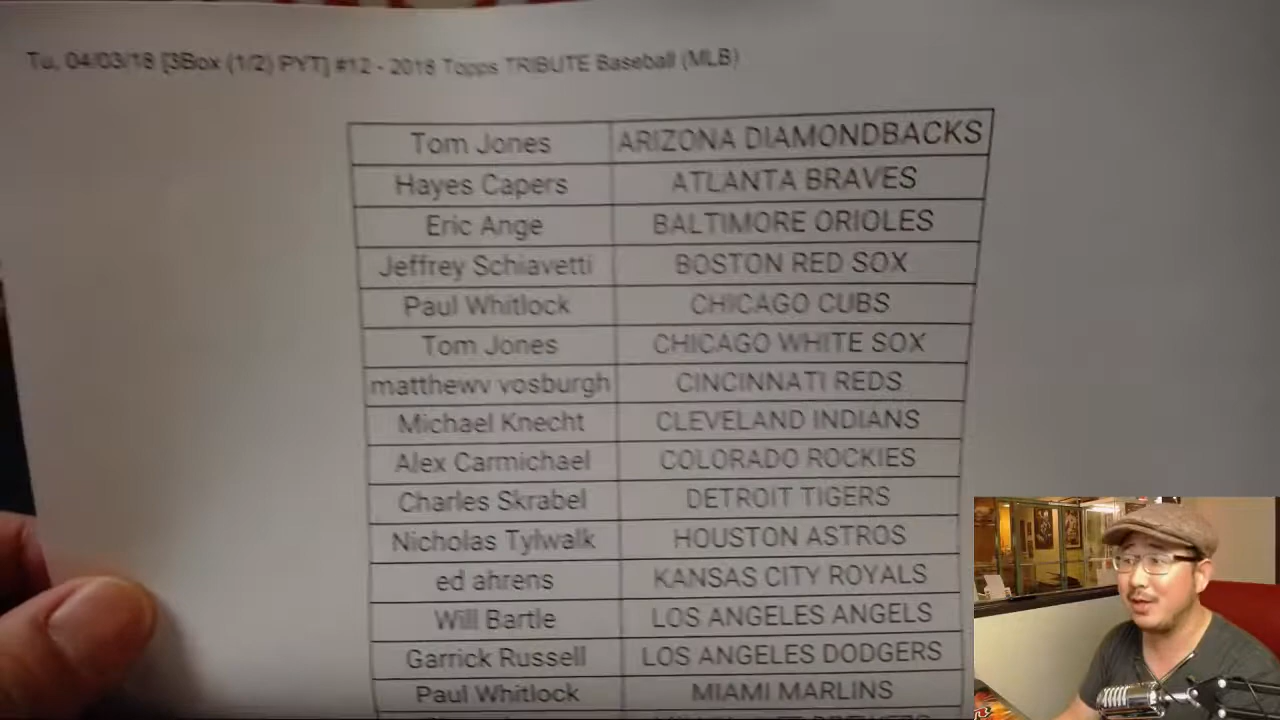 Tu, 04/03/18 [3Box (1/2) PYT] #12 - 2018 Topps TRIBUTE Baseball (MLB)
Tom Jones ARIZONA DIAMONDBACKS
Hayes Capers ATLANTA BRAVES
Eric Ange BALTIMORE ORIOLES
Jeffrey Schiavetti BOSTON RED SOX
Paul Whitlock CHICAGO CUBS
Tom Jones CHICAGO WHITE SOX
matthewv vosburgh CINCINNATI REDS
Michael Knecht CLEVELAND INDIANS
Alex Carmichael COLORADO ROCKIES
Charles Skrabel DETROIT TIGERS
Nicholas Tylwalk HOUSTON ASTROS
ed ahrens KANSAS CITY ROYALS
Will Bartle LOS ANGELES ANGELS
Garrick Russell LOS ANGELES DODGERS
Paul Whitlock MIAMI MARLINS